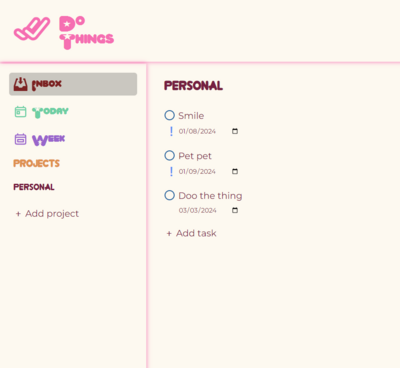 Do
Things
Inbox
Today
Week
PROJECTS
PERSONAL
+ Add project
PERSONAL
Smile
! 01/08/2024
Pet pet
! 01/09/2024
Doo the thing
03/03/2024
+ Add task